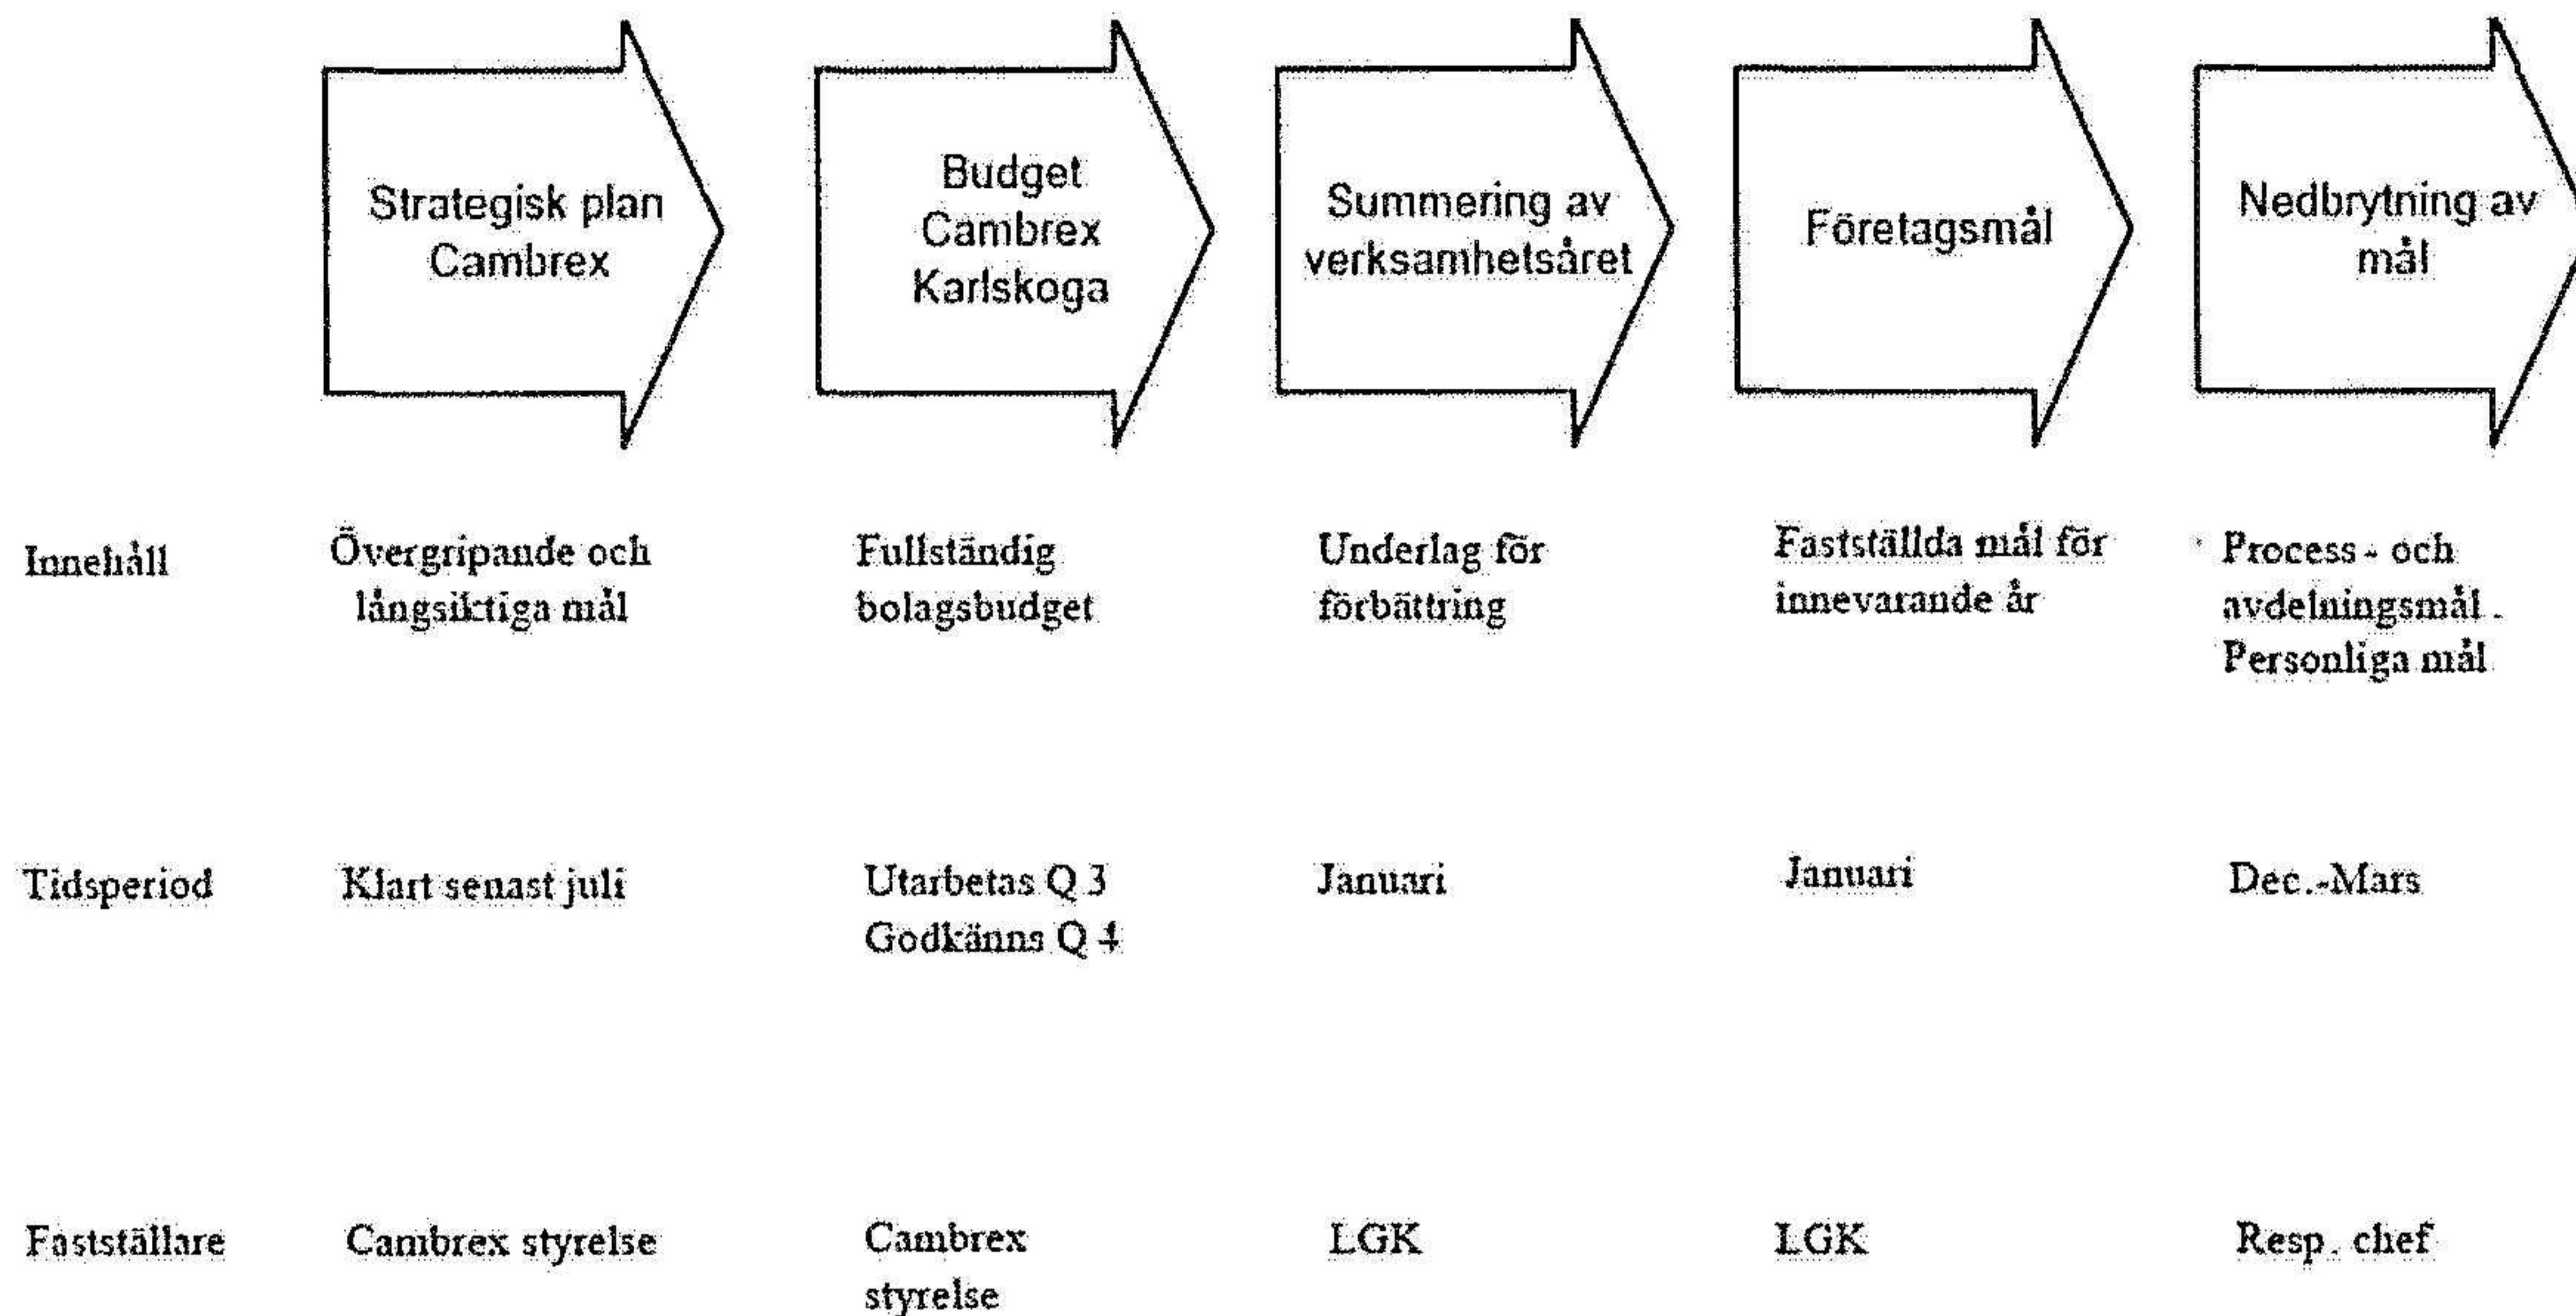 Strategisk plan
Cambrex
Budget
Cambrex
Karlskoga
Summering av
verksamhetsåret
Företagsmål
Nedbrytning av
mål
Innehåll
Övergripande och
långsiktiga mål
Fullständig
bolagsbudget
Underlag för
förbättring
Fastställda mål för
innevarande år
Process - och
avdelningsmål -
Personliga mål
Tidsperiod
Klart senast juli
Utarbetas Q 3
Godkänns Q 4
Januari
Januari
Dec.-Mars
Fastställare
Cambrex styrelse
Cambrex
styrelse
LGK
LGK
Resp. chef